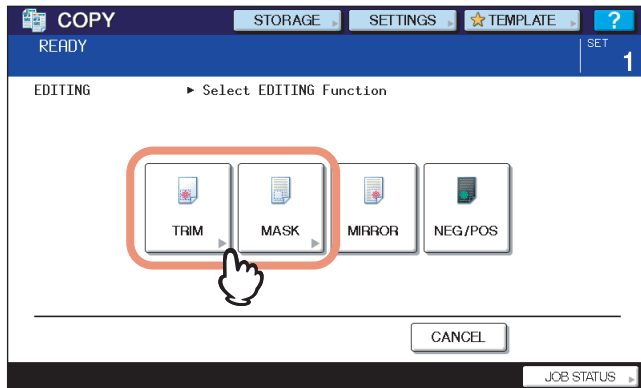 COPY STORAGE SETTINGS TEMPLATE ?
READY SET
1
EDITING ► Select EDITING Function
TRIM MASK MIRROR NEG/POS
CANCEL
JOB STATUS